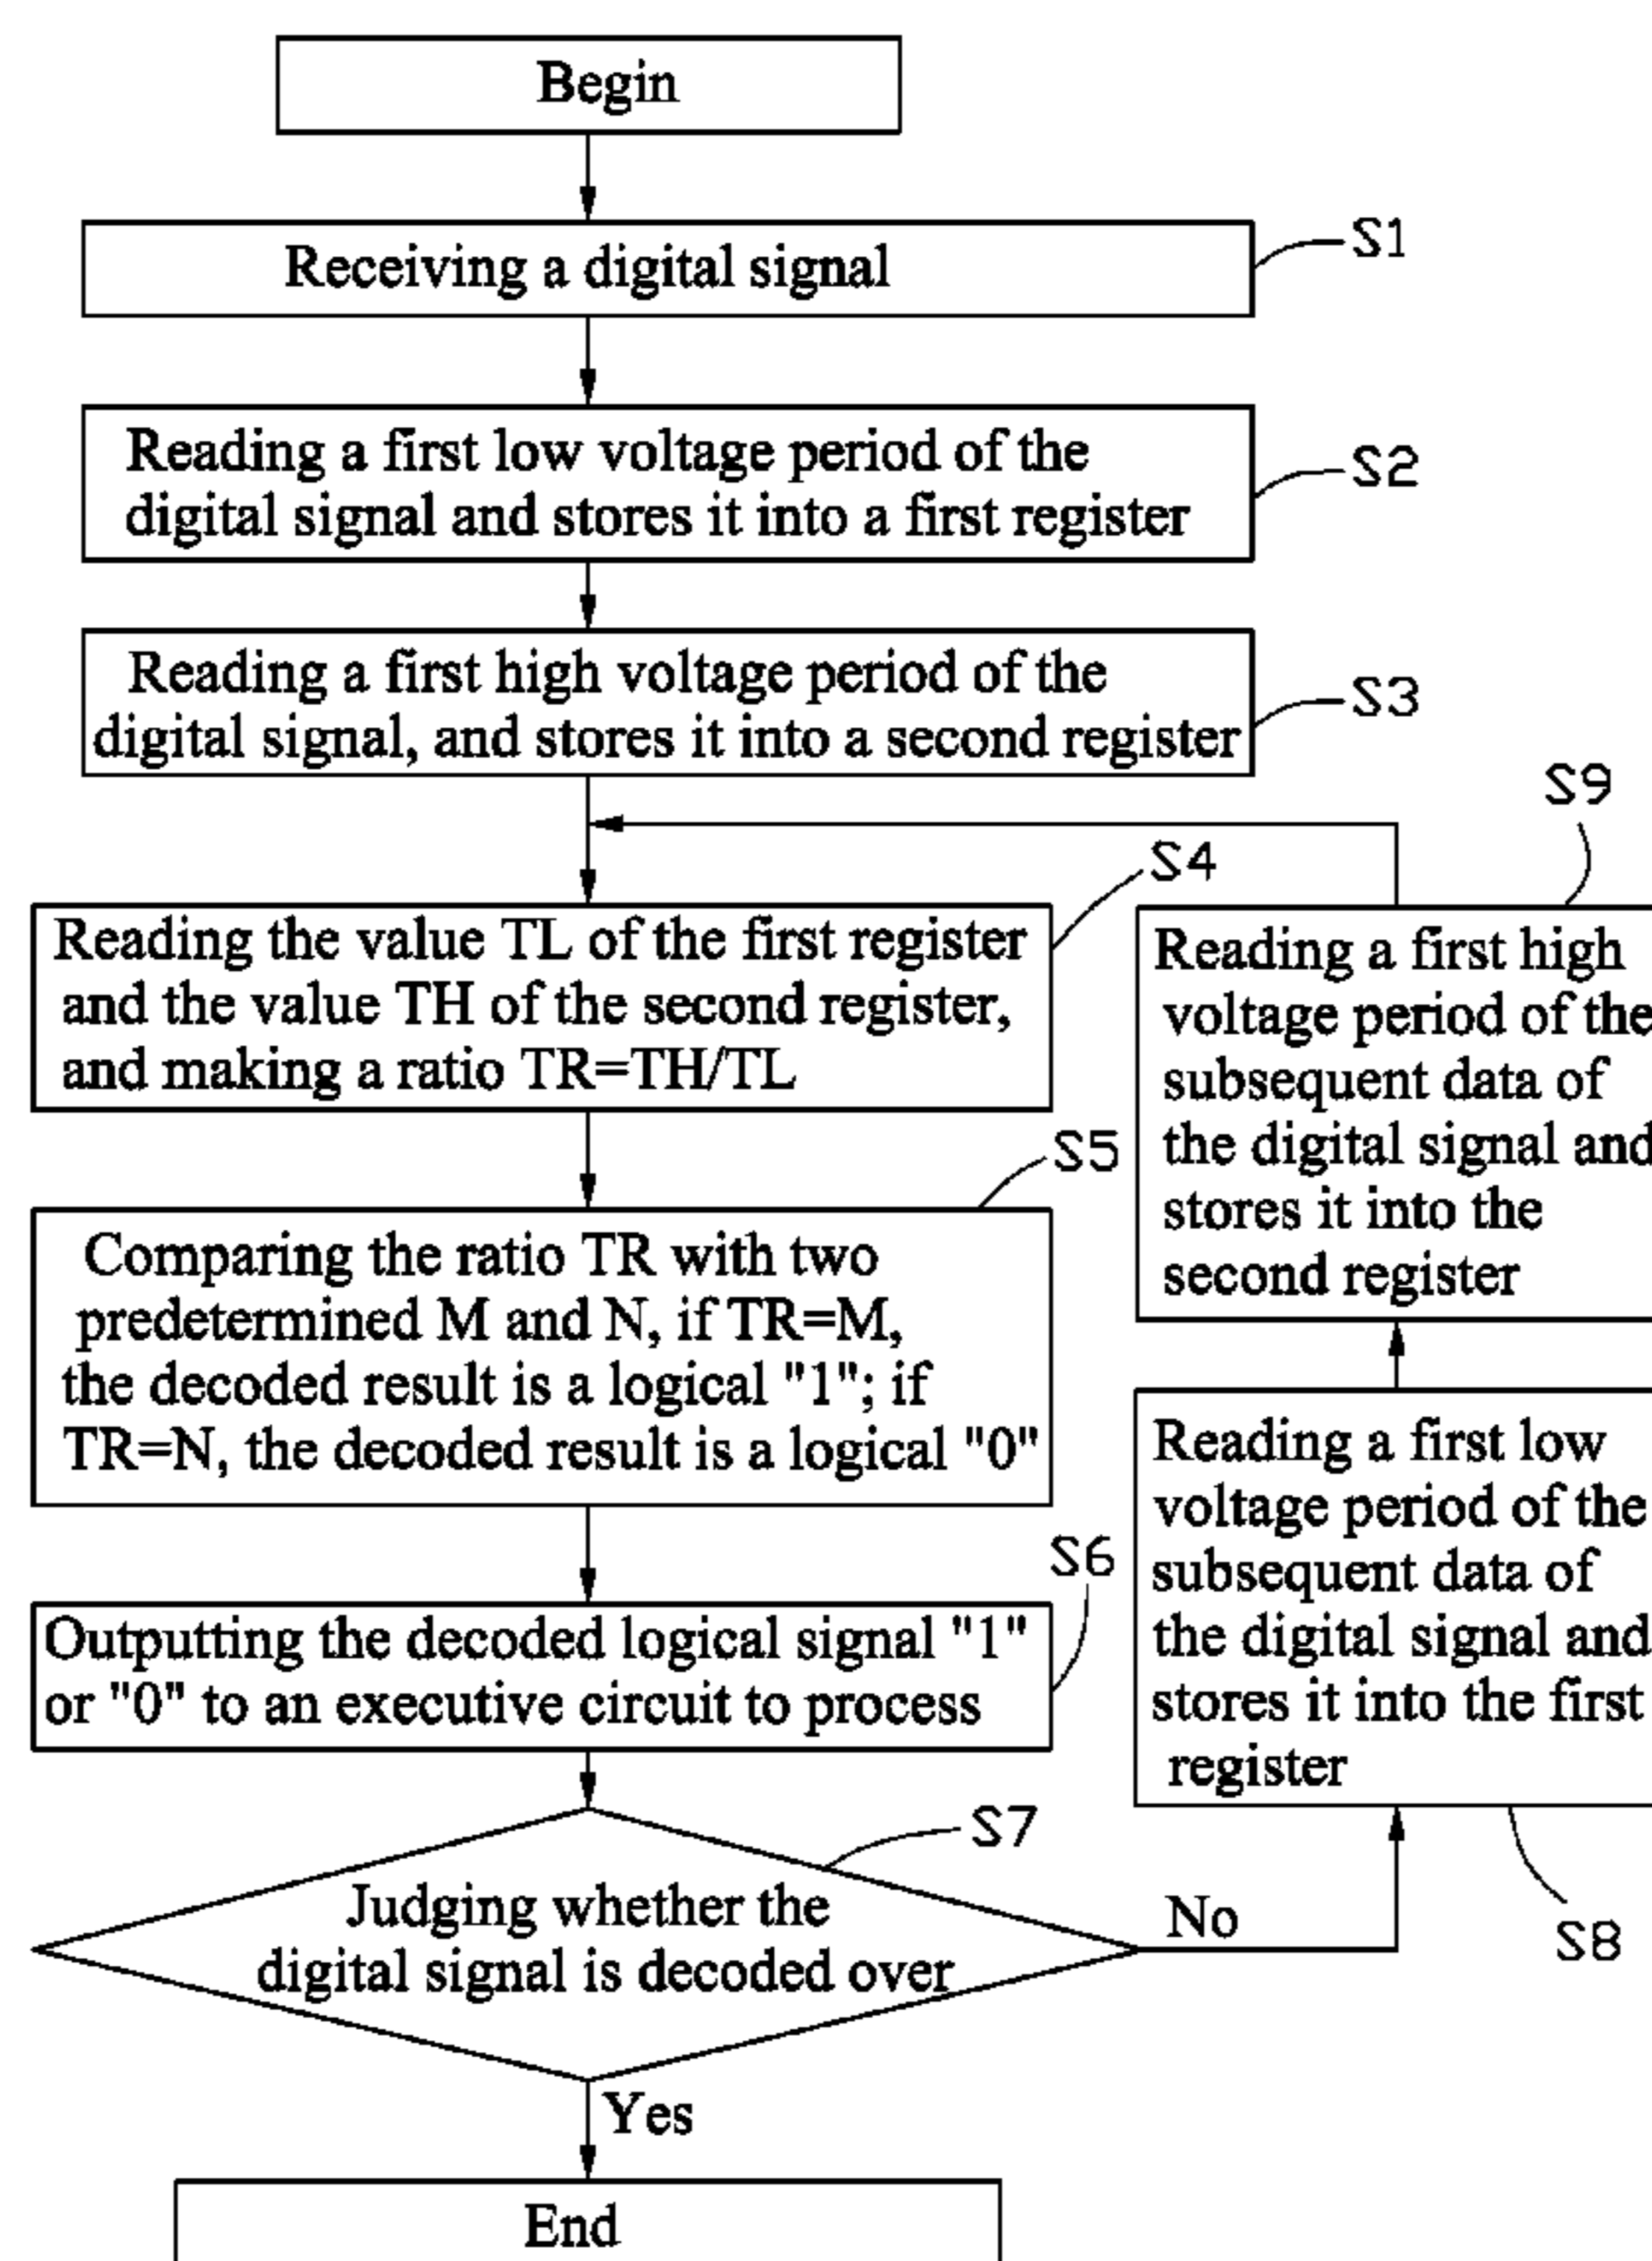 Begin
Receiving a digital signal
S1
Reading a first low voltage period of the
digital signal and stores it into a first register
S2
Reading a first high voltage period of the
digital signal, and stores it into a second register
S3
Reading the value TL of the first register
and the value TH of the second register,
and making a ratio TR=TH/TL
S4
Comparing the ratio TR with two
predetermined M and N, if TR=M,
the decoded result is a logical "1"; if
TR=N, the decoded result is a logical "0"
S5
Outputting the decoded logical signal "1"
or "0" to an executive circuit to process
S6
Judging whether the
digital signal is decoded over
S7
No
Yes
End
Reading a first low
voltage period of the
subsequent data of
the digital signal and
stores it into the first
register
S8
Reading a first high
voltage period of the
subsequent data of
the digital signal and
stores it into the
second register
S9